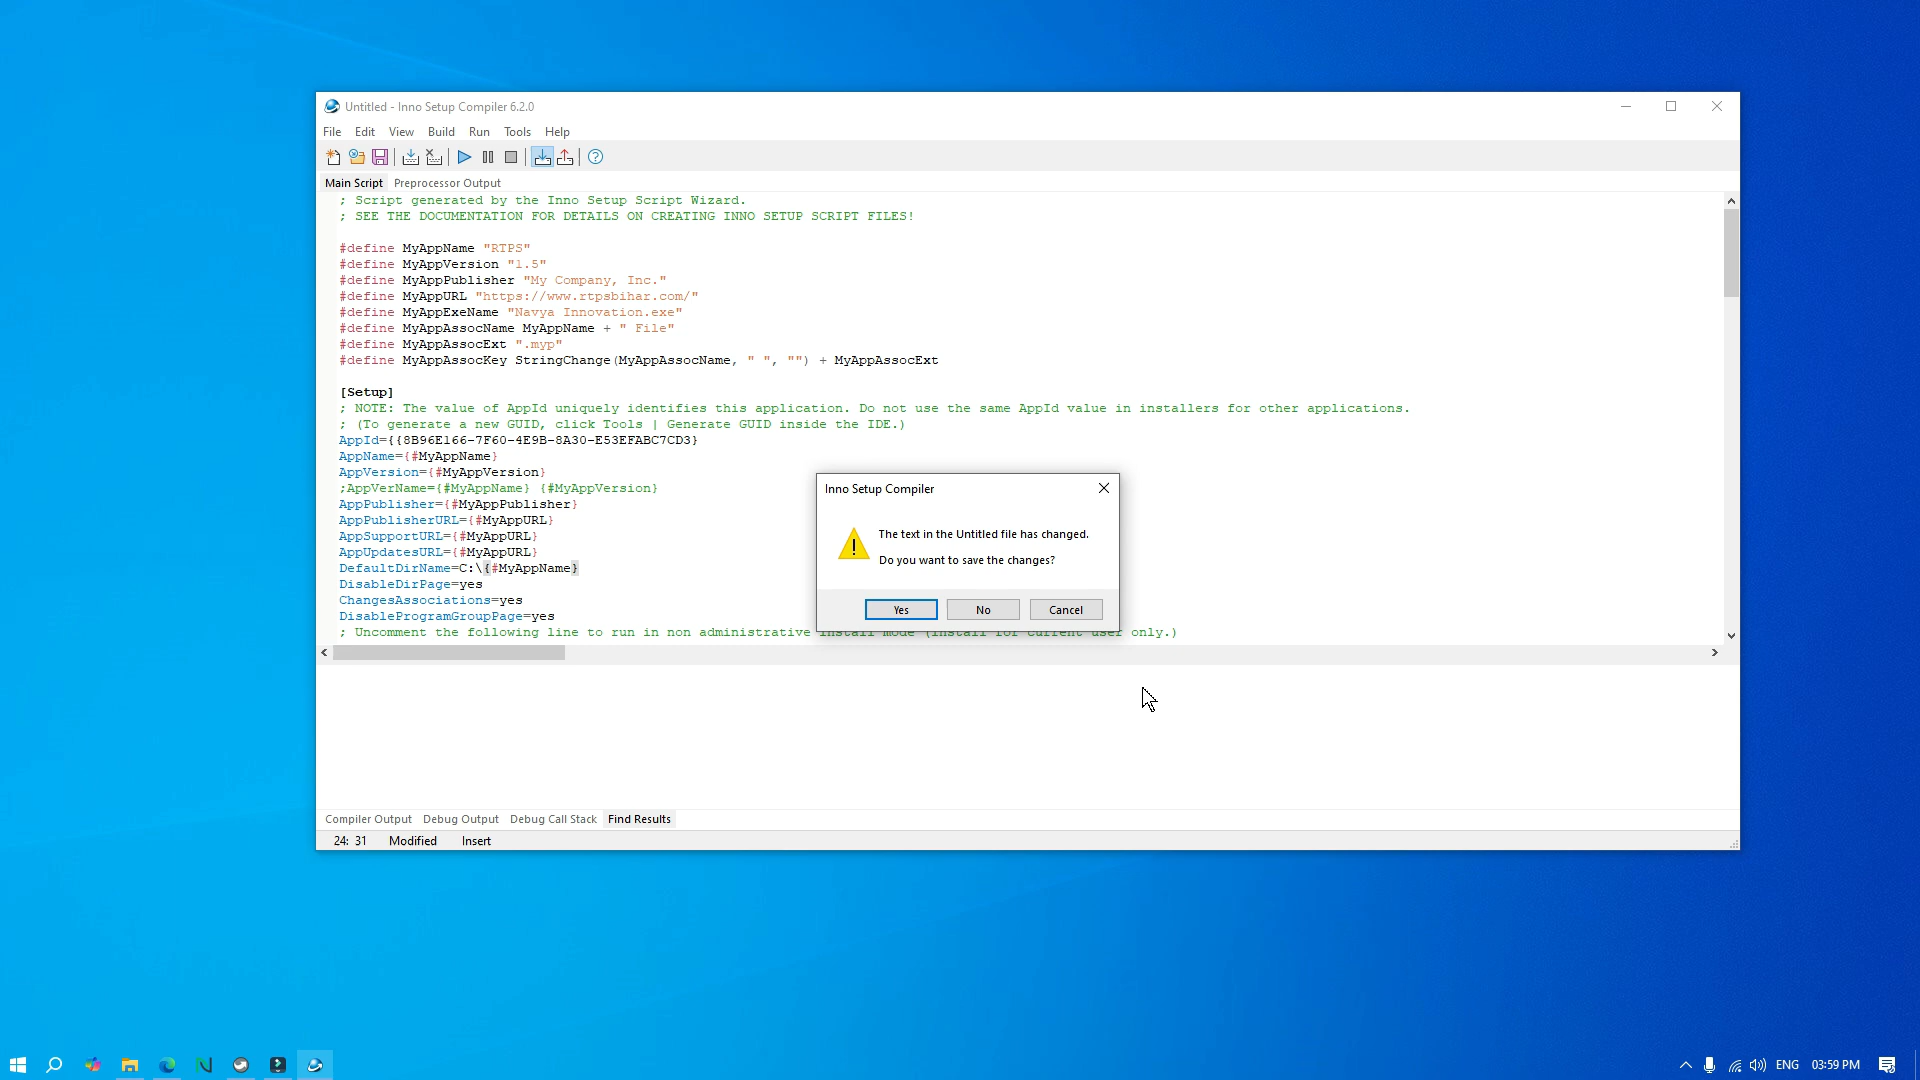 Untitled - Inno Setup Compiler 6.2.0
File Edit View Build Run Tools Help
Main Script Preprocessor Output
; Script generated by the Inno Setup Script Wizard.
; SEE THE DOCUMENTATION FOR DETAILS ON CREATING INNO SETUP SCRIPT FILES!
#define MyAppName "RTPS"
#define MyAppVersion "1.5"
#define MyAppPublisher "My Company, Inc."
#define MyAppURL "https://www.rtpsbihar.com/"
#define MyAppExeName "Navya Innovation.exe"
#define MyAppAssocName MyAppName + " File"
#define MyAppAssocExt ".myp"
#define MyAppAssocKey StringChange(MyAppAssocName, " ", "") + MyAppAssocExt
[Setup]
; NOTE: The value of AppId uniquely identifies this application. Do not use the same AppId value in installers for other applications.
; (To generate a new GUID, click Tools | Generate GUID inside the IDE.)
AppId={{8B96E166-7F60-4E9B-8A30-E53EFABC7CD3}
AppName={#MyAppName}
AppVersion={#MyAppVersion}
;AppVerName={#MyAppName} {#MyAppVersion}
AppPublisher={#MyAppPublisher}
AppPublisherURL={#MyAppURL}
AppSupportURL={#MyAppURL}
AppUpdatesURL={#MyAppURL}
DefaultDirName=C:\{#MyAppName}
DisableDirPage=yes
ChangesAssociations=yes
DisableProgramGroupPage=yes
; Uncomment the following line to run in non administrative install mode (install for current user only.)
Inno Setup Compiler
The text in the Untitled file has changed.
Do you want to save the changes?
Yes No Cancel
Compiler Output Debug Output Debug Call Stack Find Results
24: 31 Modified Insert
ENG 03:59 PM